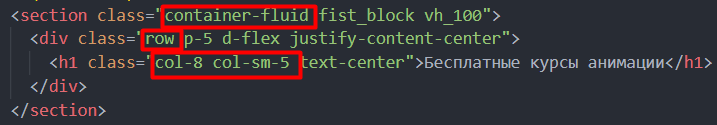 <section class="container-fluid fist_block vh_100">
<div class="row p-5 d-flex justify-content-center">
<h1 class="col-8 col-sm-5 text-center">Бесплатные курсы анимации</h1>
</div>
</section>